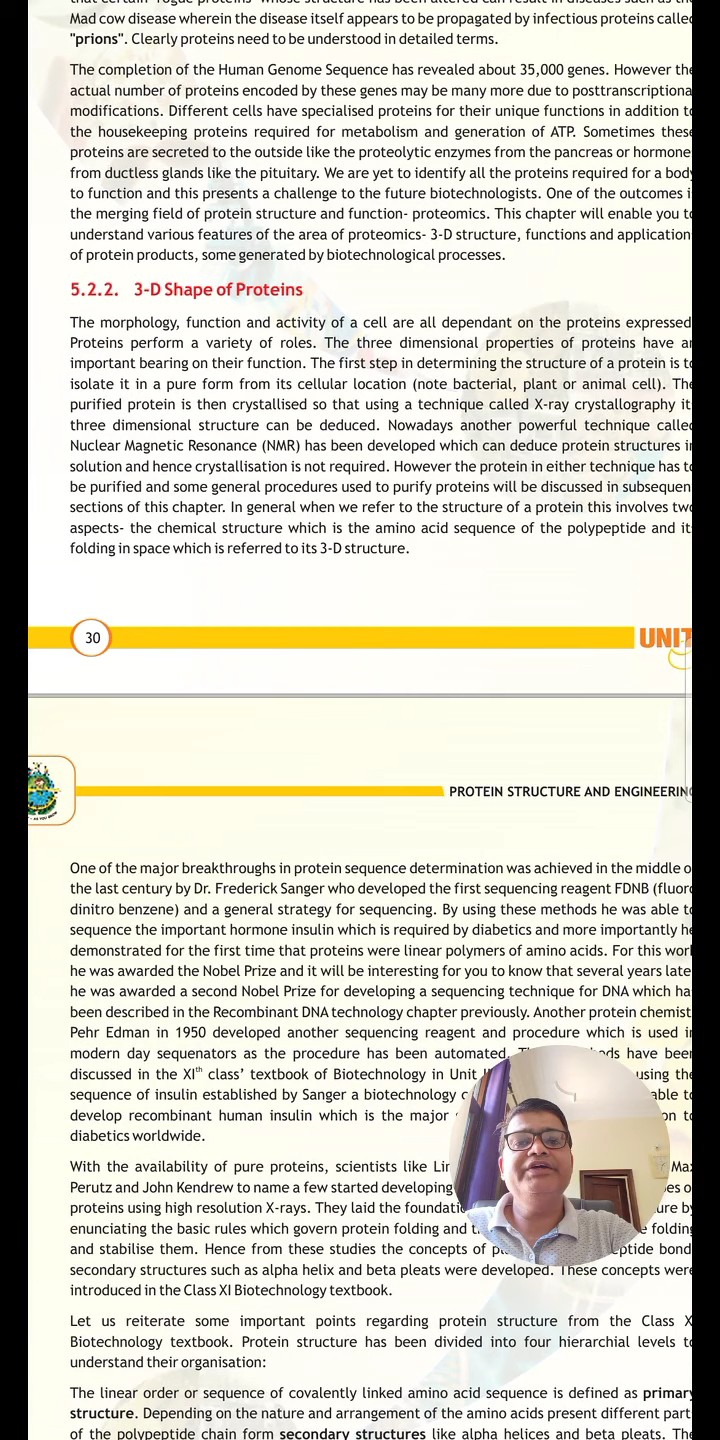 Mad cow disease wherein the disease itself appears to be propagated by infectious proteins called
"prions". Clearly proteins need to be understood in detailed terms.
The completion of the Human Genome Sequence has revealed about 35,000 genes. However the
actual number of proteins encoded by these genes may be many more due to posttranscriptiona
modifications. Different cells have specialised proteins for their unique functions in addition to
the housekeeping proteins required for metabolism and generation of ATP. Sometimes these
proteins are secreted to the outside like the proteolytic enzymes from the pancreas or hormone
from ductless glands like the pituitary. We are yet to identify all the proteins required for a body
to function and this presents a challenge to the future biotechnologists. One of the outcomes i
the merging field of protein structure and function- proteomics. This chapter will enable you to
understand various features of the area of proteomics- 3-D structure, functions and application
of protein products, some generated by biotechnological processes.
5.2.2. 3-D Shape of Proteins
The morphology, function and activity of a cell are all dependant on the proteins expressed
Proteins perform a variety of roles. The three dimensional properties of proteins have an
important bearing on their function. The first step in determining the structure of a protein is to
isolate it in a pure form from its cellular location (note bacterial, plant or animal cell). The
purified protein is then crystallised so that using a technique called X-ray crystallography it
three dimensional structure can be deduced. Nowadays another powerful technique called
Nuclear Magnetic Resonance (NMR) has been developed which can deduce protein structures in
solution and hence crystallisation is not required. However the protein in either technique has to
be purified and some general procedures used to purify proteins will be discussed in subsequen
sections of this chapter. In general when we refer to the structure of a protein this involves two
aspects- the chemical structure which is the amino acid sequence of the polypeptide and it
folding in space which is referred to its 3-D structure.
30
UNIT
PROTEIN STRUCTURE AND ENGINEERING
One of the major breakthroughs in protein sequence determination was achieved in the middle o
the last century by Dr. Frederick Sanger who developed the first sequencing reagent FDNB (fluoro
dinitro benzene) and a general strategy for sequencing. By using these methods he was able to
sequence the important hormone insulin which is required by diabetics and more importantly he
demonstrated for the first time that proteins were linear polymers of amino acids. For this work
he was awarded the Nobel Prize and it will be interesting for you to know that several years late
he was awarded a second Nobel Prize for developing a sequencing technique for DNA which ha
been described in the Recombinant DNA technology chapter previously. Another protein chemist
Pehr Edman in 1950 developed another sequencing reagent and procedure which is used in
modern day sequenators as the procedure has been automated. have been
discussed in the XIth class' textbook of Biotechnology in Unit using the
sequence of insulin established by Sanger a biotechnology able to
develop recombinant human insulin which is the major to
diabetics worldwide.
With the availability of pure proteins, scientists like Max
Perutz and John Kendrew to name a few started developing
proteins using high resolution X-rays. They laid the by
enunciating the basic rules which govern protein folding and folding
and stabilise them. Hence from these studies the concepts of bond
secondary structures such as alpha helix and beta pleats were developed. These concepts were
introduced in the Class XI Biotechnology textbook.
Let us reiterate some important points regarding protein structure from the Class X
Biotechnology textbook. Protein structure has been divided into four hierarchial levels to
understand their organisation:
The linear order or sequence of covalently linked amino acid sequence is defined as primary
structure. Depending on the nature and arrangement of the amino acids present different part
of the polypeptide chain form secondary structures like alpha helices and beta pleats. The